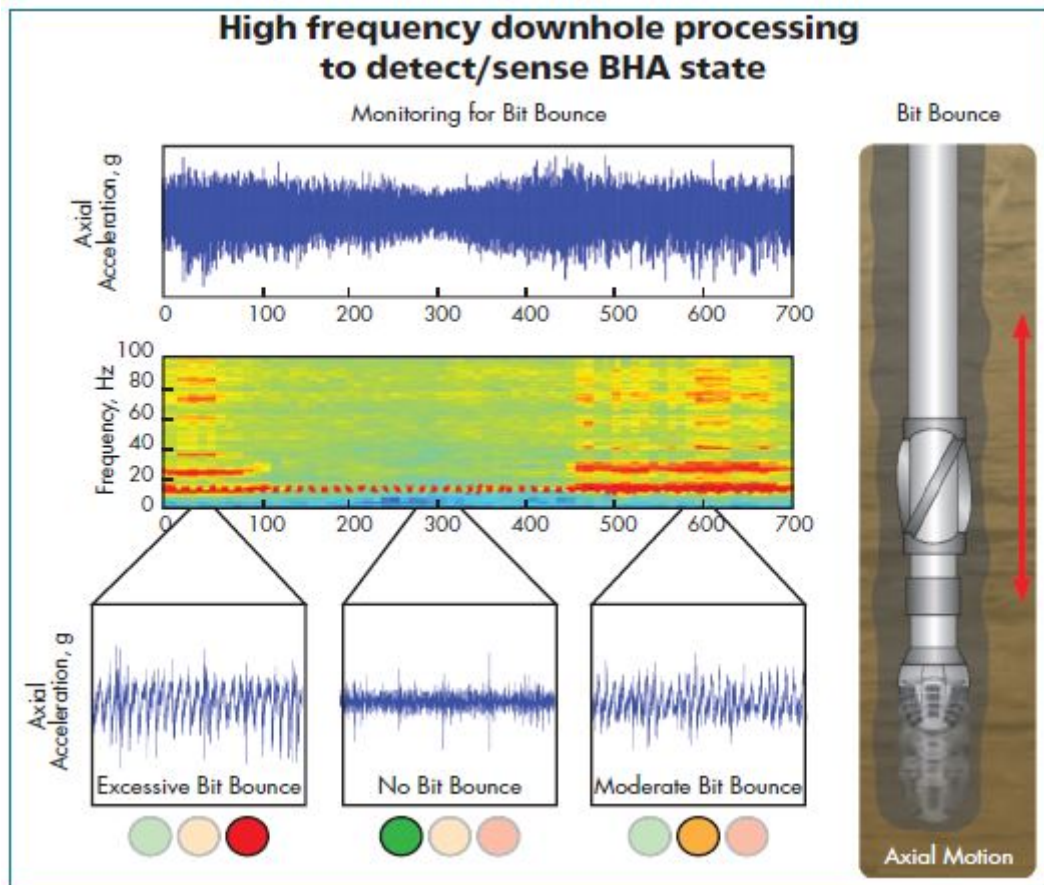 High frequency downhole processing
to detect/sense BHA state
Monitoring for Bit Bounce
Bit Bounce
Axial
Acceleration, g
0 100 200 300 400 500 600 700
Frequency, Hz
100
80
60
40
20
0
0 100 200 300 400 500 600 700
Axial
Acceleration, g
Excessive Bit Bounce
No Bit Bounce
Moderate Bit Bounce
Axial Motion